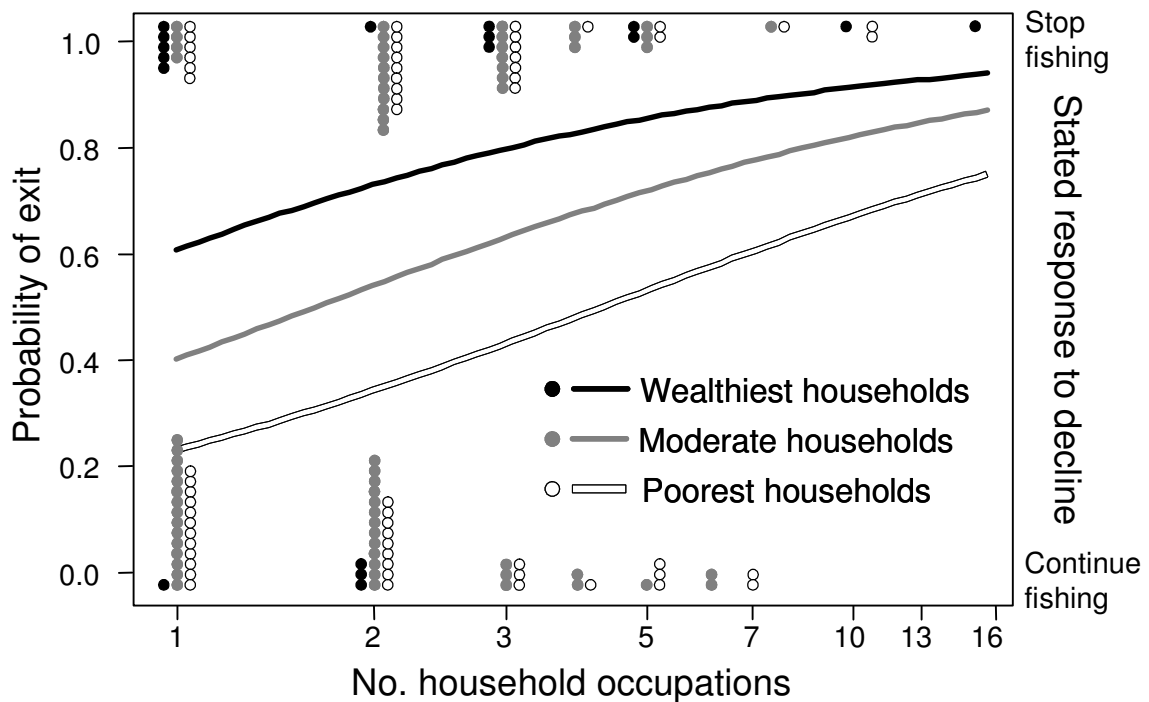 Probability of exit
1.0
0.8
0.6
0.4
0.2
0.0
Stop
fishing
Stated response to decline
Continue
fishing
Wealthiest households
Moderate households
Poorest households
1 2 3 5 7 10 13 16
No. household occupations